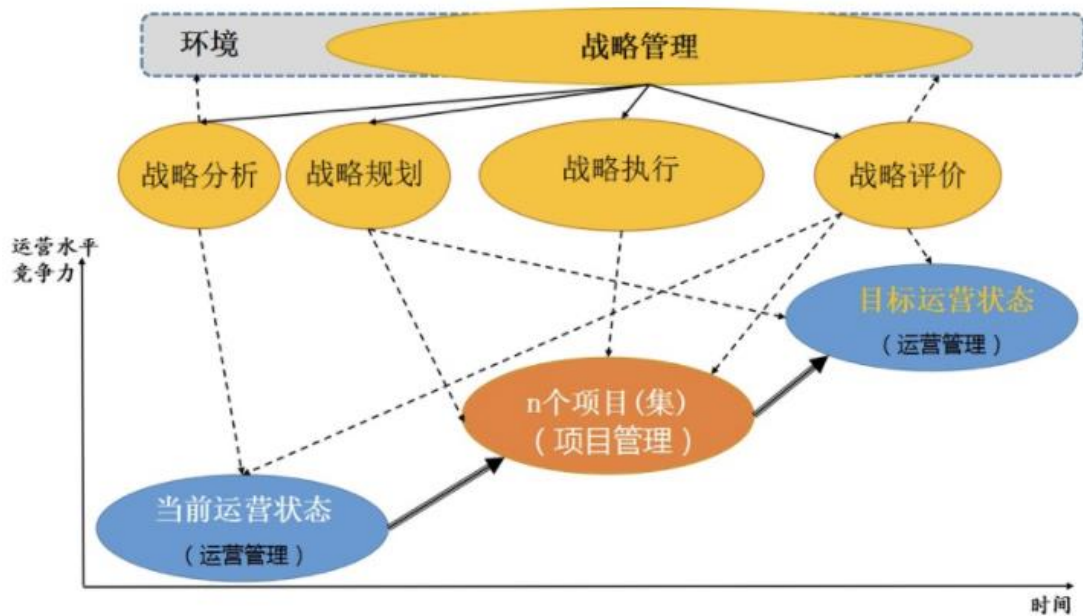 环境
战略管理
战略分析
战略规划
战略执行
战略评价
运营水平
竞争力
目标运营状态
（运营管理）
n个项目(集)
（项目管理）
当前运营状态
（运营管理）
时间